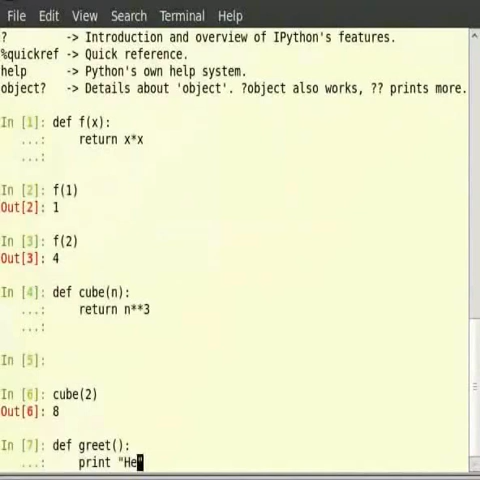 File Edit View Search Terminal Help
? -> Introduction and overview of IPython's features.
%quickref -> Quick reference.
help -> Python's own help system.
object? -> Details about 'object'. ?object also works, ?? prints more.
In [1]: def f(x):
...: return x*x
...:
In [2]: f(1)
Out[2]: 1
In [3]: f(2)
Out[3]: 4
In [4]: def cube(n):
...: return n**3
...:
In [5]:
In [6]: cube(2)
Out[6]: 8
In [7]: def greet():
...: print "He"